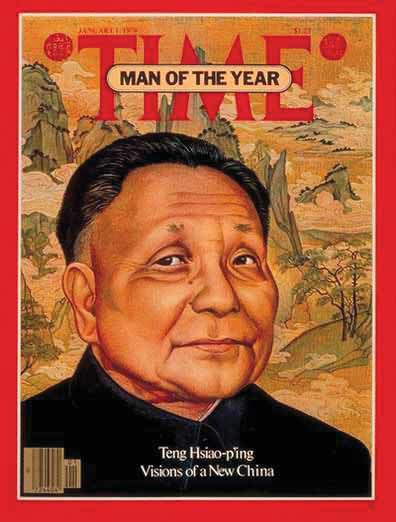 JANUARY 1, 1979
TIME
MAN OF THE YEAR
Teng Hsiao-p'ing
Visions of a New China